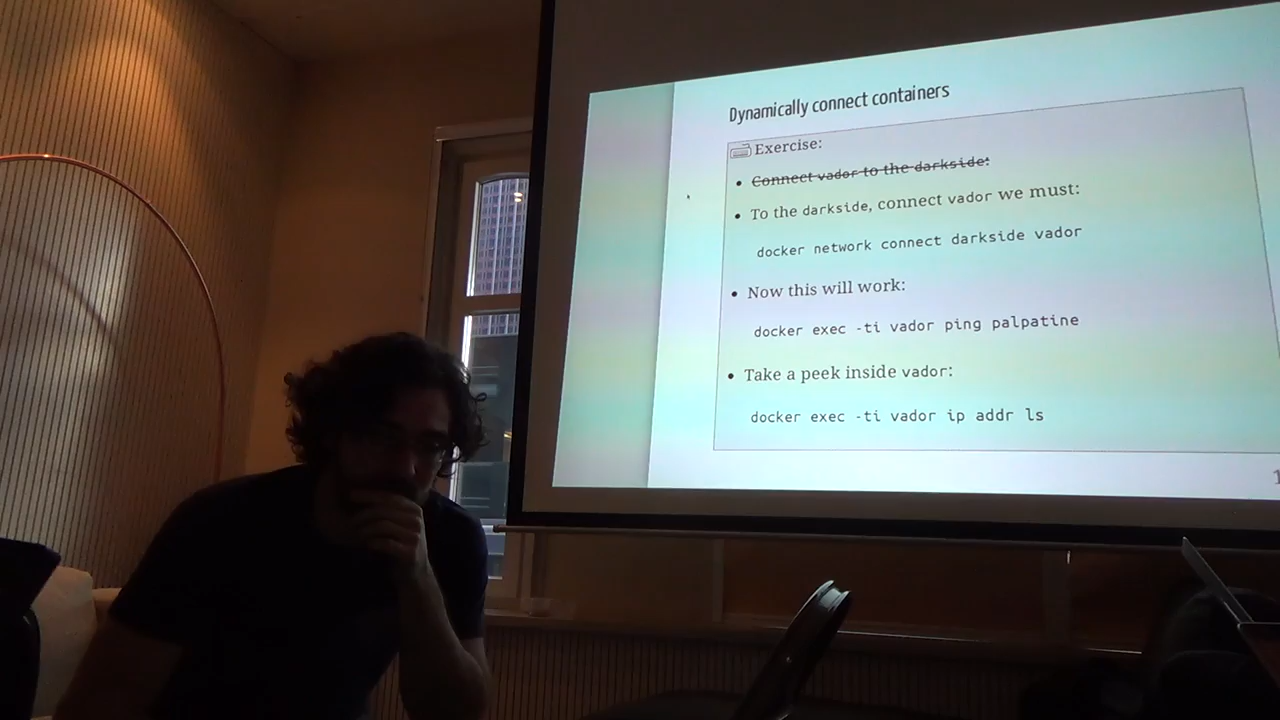 Dynamically connect containers
Exercise:
• Connect vador to the darkside:
• To the darkside, connect vador we must:
docker network connect darkside vador
• Now this will work:
docker exec -ti vador ping palpatine
• Take a peek inside vador:
docker exec -ti vador ip addr ls